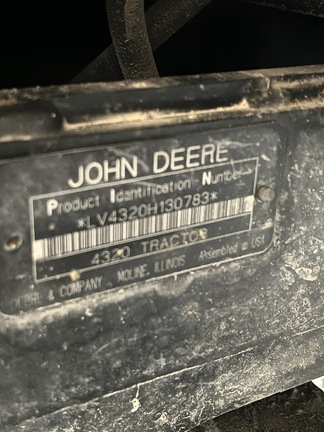 JOHN DEERE
Product Identification Number
*LV4320H130783*
4320 TRACTOR
DEERE & COMPANY MOLINE, ILLINOIS Assembled in USA